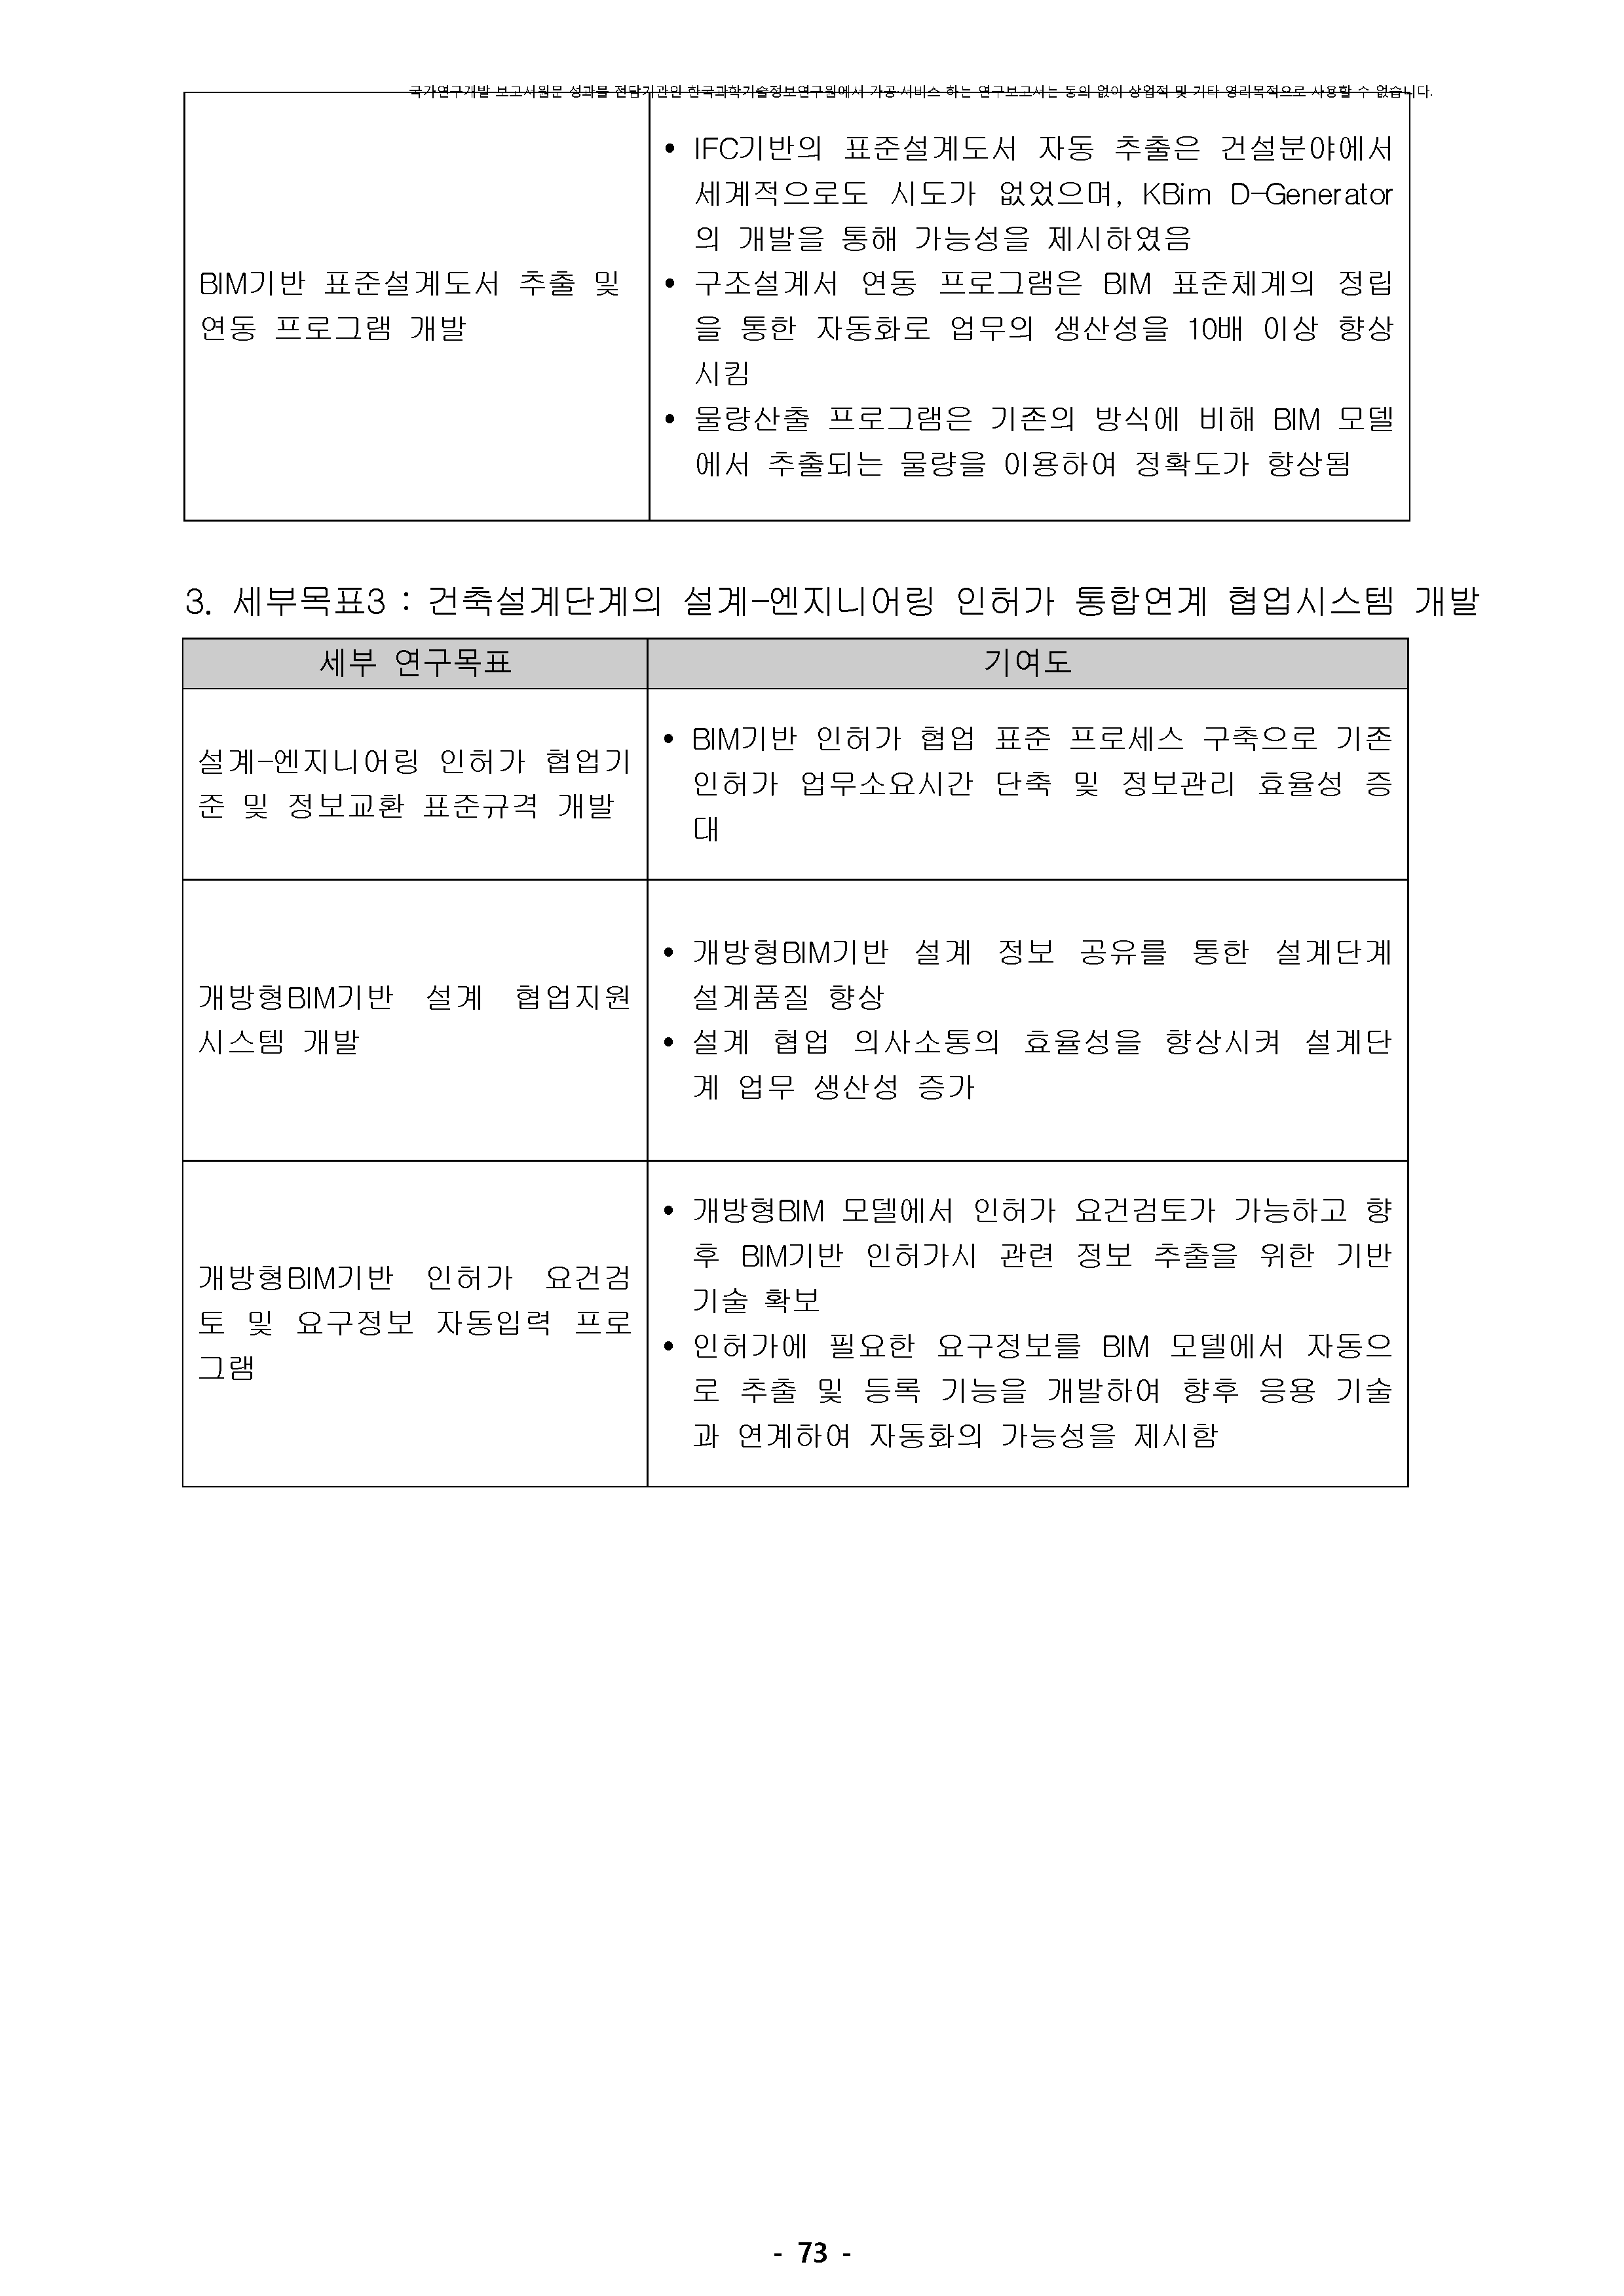 국가연구개발 보고서원문 성과물 전담기관인 한국과학기술정보연구원에서 가공·서비스 하는 연구보고서는 동의 없이 상업적 및 기타 영리목적으로 사용할 수 없습니다.
BIM기반 표준설계도서 추출 및
연동 프로그램 개발
• IFC기반의 표준설계도서 자동 추출은 건설분야에서
세계적으로도 시도가 없었으며, KBim D-Generator
의 개발을 통해 가능성을 제시하였음
• 구조설계서 연동 프로그램은 BIM 표준체계의 정립
을 통한 자동화로 업무의 생산성을 10배 이상 향상
시킴
• 물량산출 프로그램은 기존의 방식에 비해 BIM 모델
에서 추출되는 물량을 이용하여 정확도가 향상됨
3. 세부목표3 : 건축설계단계의 설계-엔지니어링 인허가 통합연계 협업시스템 개발
세부 연구목표
기여도
설계-엔지니어링 인허가 협업기
준 및 정보교환 표준규격 개발
• BIM기반 인허가 협업 표준 프로세스 구축으로 기존
인허가 업무소요시간 단축 및 정보관리 효율성 증
대
개방형BIM기반 설계 협업지원
시스템 개발
• 개방형BIM기반 설계 정보 공유를 통한 설계단계
설계품질 향상
• 설계 협업 의사소통의 효율성을 향상시켜 설계단
계 업무 생산성 증가
개방형BIM기반 인허가 요건검
토 및 요구정보 자동입력 프로
그램
• 개방형BIM 모델에서 인허가 요건검토가 가능하고 향
후 BIM기반 인허가시 관련 정보 추출을 위한 기반
기술 확보
• 인허가에 필요한 요구정보를 BIM 모델에서 자동으
로 추출 및 등록 기능을 개발하여 향후 응용 기술
과 연계하여 자동화의 가능성을 제시함
- 73 -